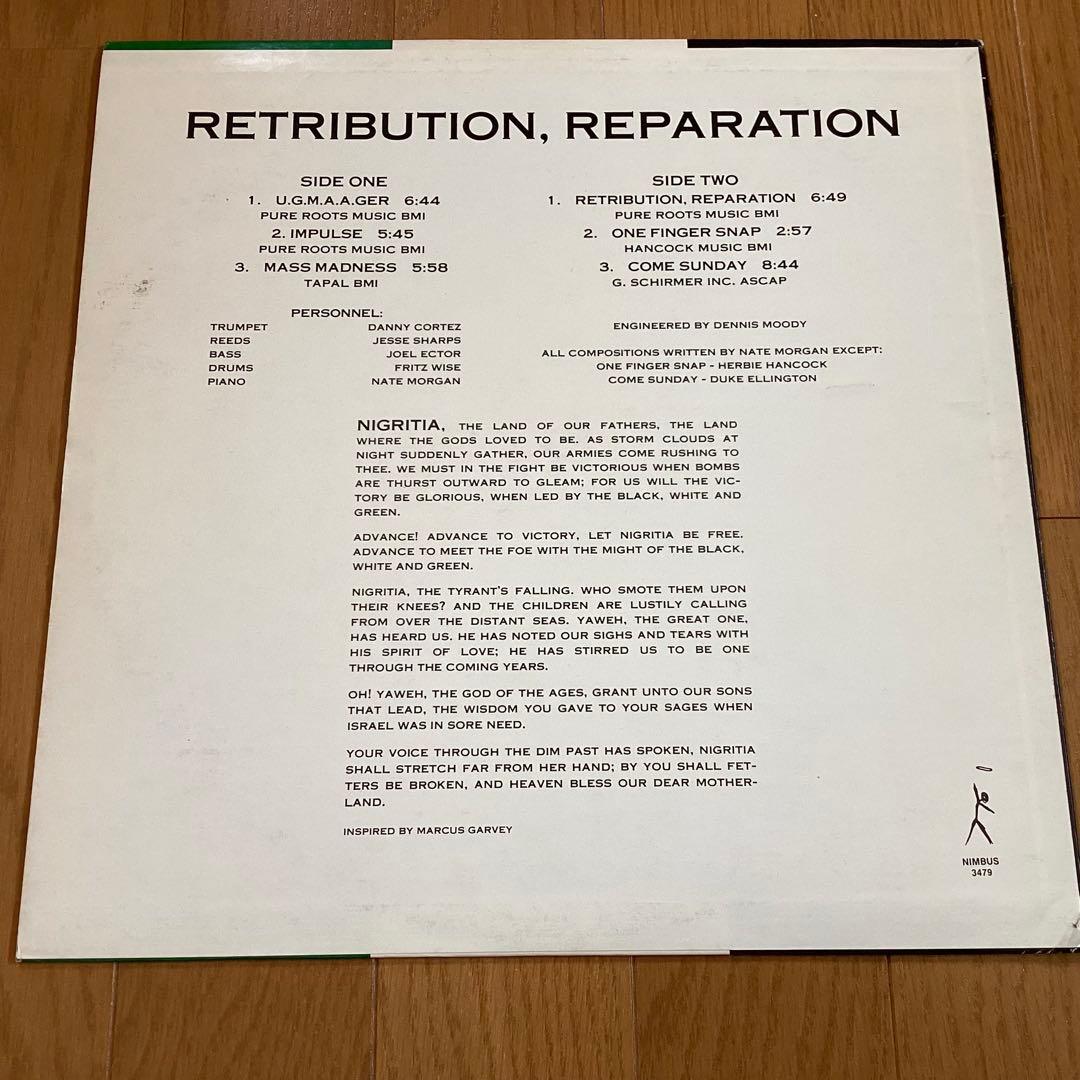 RETRIBUTION, REPARATION
SIDE ONE
1. U.G.M.A.A.GER 6:44
PURE ROOTS MUSIC BMI
2. IMPULSE 5:45
PURE ROOTS MUSIC BMI
3. MASS MADNESS 5:58
TAPAL BMI
SIDE TWO
1. RETRIBUTION, REPARATION 6:49
PURE ROOTS MUSIC BMI
2. ONE FINGER SNAP 2:57
HANCOCK MUSIC BMI
3. COME SUNDAY 8:44
G. SCHIRMER INC. ASCAP
PERSONNEL:
TRUMPET DANNY CORTEZ
REEDS JESSE SHARPS
BASS JOEL ECTOR
DRUMS FRITZ WISE
PIANO NATE MORGAN
ENGINEERED BY DENNIS MOODY
ALL COMPOSITIONS WRITTEN BY NATE MORGAN EXCEPT:
ONE FINGER SNAP - HERBIE HANCOCK
COME SUNDAY - DUKE ELLINGTON
NIGRITIA, THE LAND OF OUR FATHERS, THE LAND
WHERE THE GODS LOVED TO BE. AS STORM CLOUDS AT
NIGHT SUDDENLY GATHER, OUR ARMIES COME RUSHING TO
THEE. WE MUST IN THE FIGHT BE VICTORIOUS WHEN BOMBS
ARE THURST OUTWARD TO GLEAM; FOR US WILL THE VIC-
TORY BE GLORIOUS, WHEN LED BY THE BLACK, WHITE AND
GREEN.
ADVANCE! ADVANCE TO VICTORY, LET NIGRITIA BE FREE.
ADVANCE TO MEET THE FOE WITH THE MIGHT OF THE BLACK,
WHITE AND GREEN.
NIGRITIA, THE TYRANT'S FALLING. WHO SMOTE THEM UPON
THEIR KNEES? AND THE CHILDREN ARE LUSTILY CALLING
FROM OVER THE DISTANT SEAS. YAWEH, THE GREAT ONE,
HAS HEARD US. HE HAS NOTED OUR SIGHS AND TEARS WITH
HIS SPIRIT OF LOVE; HE HAS STIRRED US TO BE ONE
THROUGH THE COMING YEARS.
OH! YAWEH, THE GOD OF THE AGES, GRANT UNTO OUR SONS
THAT LEAD, THE WISDOM YOU GAVE TO YOUR SAGES WHEN
ISRAEL WAS IN SORE NEED.
YOUR VOICE THROUGH THE DIM PAST HAS SPOKEN, NIGRITIA
SHALL STRETCH FAR FROM HER HAND; BY YOU SHALL FET-
TERS BE BROKEN, AND HEAVEN BLESS OUR DEAR MOTHER-
LAND.
INSPIRED BY MARCUS GARVEY
NIMBUS
3479